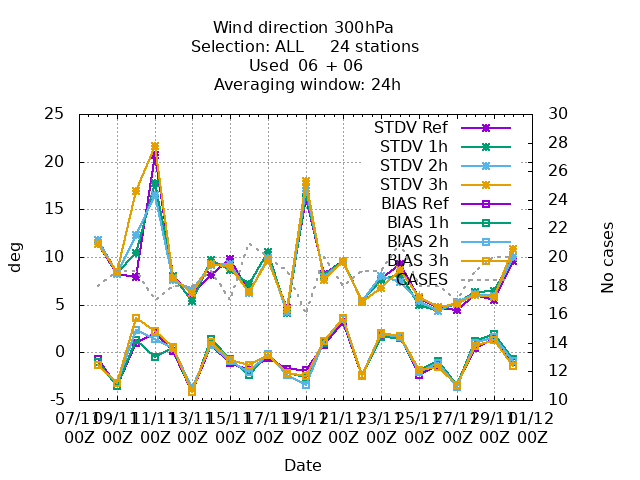 Wind direction 300hPa
Selection: ALL 24 stations
Used 06 + 06
Averaging window: 24h
25
20
15
10
5
0
-5
deg
30
28
26
24
22
20
18
16
14
12
10
No cases
STDV Ref
STDV 1h
STDV 2h
STDV 3h
BIAS Ref
BIAS 1h
BIAS 2h
BIAS 3h
CASES
07/11 09/11 11/11 13/11 15/11 17/11 19/11 21/11 23/11 25/11 27/11 29/11 01/12
00Z 00Z 00Z 00Z 00Z 00Z 00Z 00Z 00Z 00Z 00Z 00Z 00Z
Date